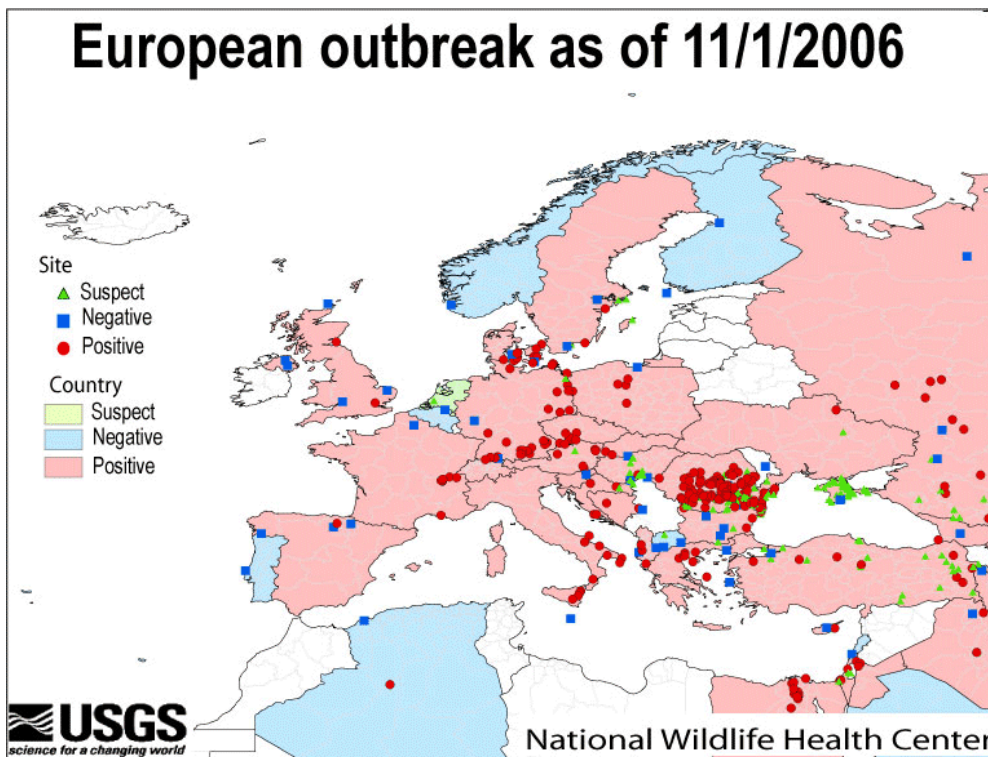 European outbreak as of 11/1/2006
Site
Suspect
Negative
Positive
Country
Suspect
Negative
Positive
USGS
science for a changing world
National Wildlife Health Center